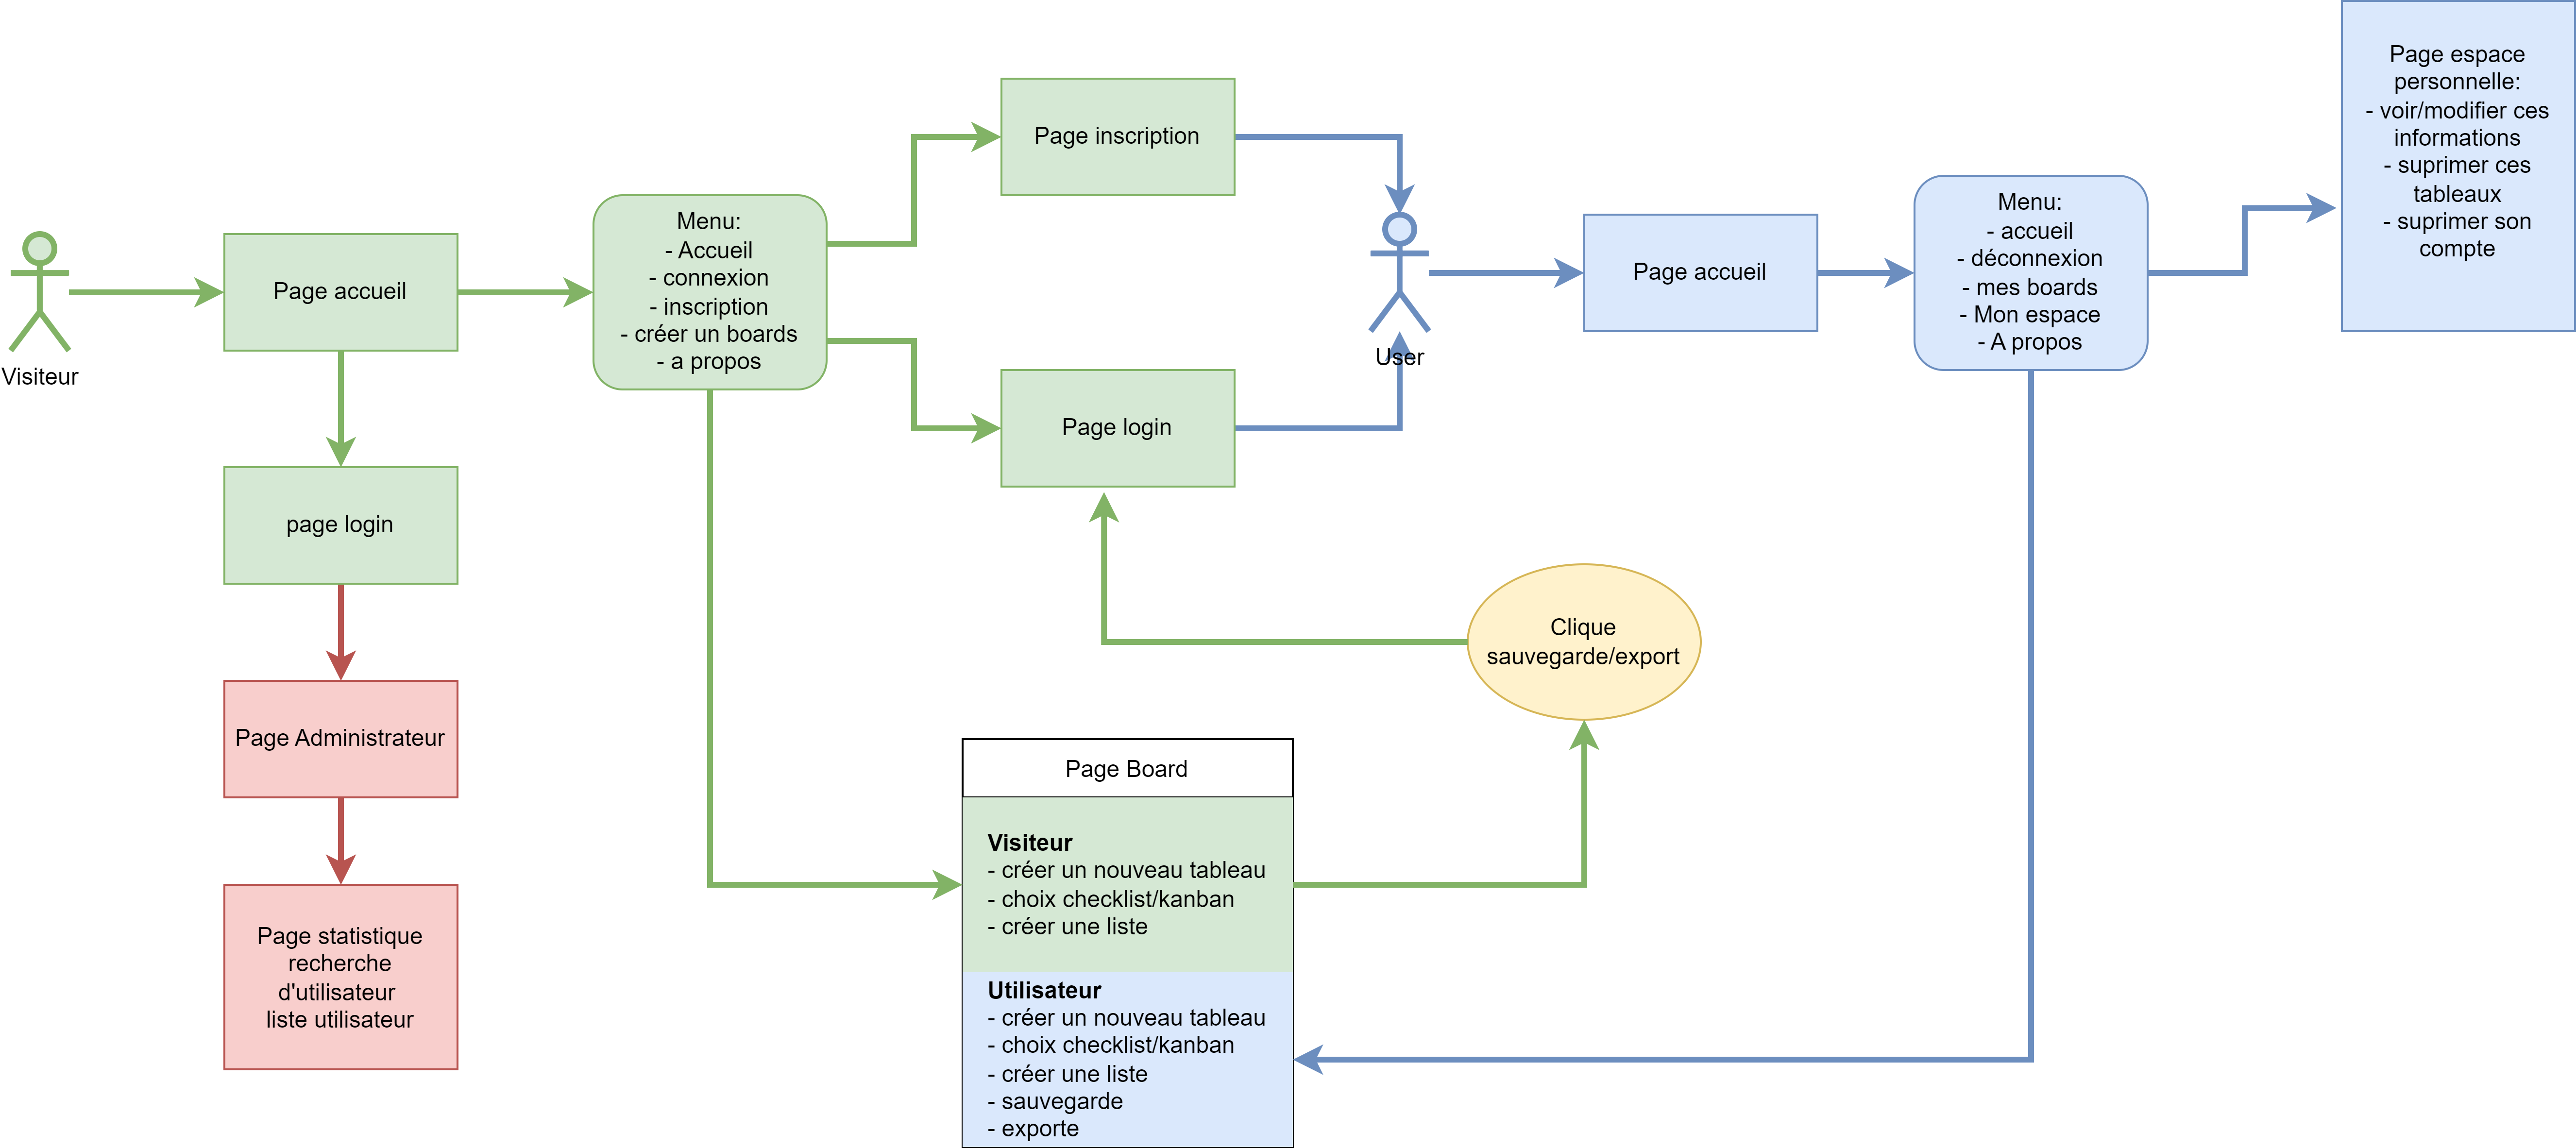 Visiteur
Page accueil
page login
Page Administrateur
Page statistique
recherche
d'utilisateur
liste utilisateur
Menu:
- Accueil
- connexion
- inscription
- créer un boards
- a propos
Page inscription
Page login
User
Page accueil
Menu:
- accueil
- déconnexion
- mes boards
- Mon espace
- A propos
Page espace
personnelle:
- voir/modifier ces
informations
- suprimer ces
tableaux
- suprimer son
compte
Clique
sauvegarde/export
Page Board
Visiteur
- créer un nouveau tableau
- choix checklist/kanban
- créer une liste
Utilisateur
- créer un nouveau tableau
- choix checklist/kanban
- créer une liste
- sauvegarde
- exporte